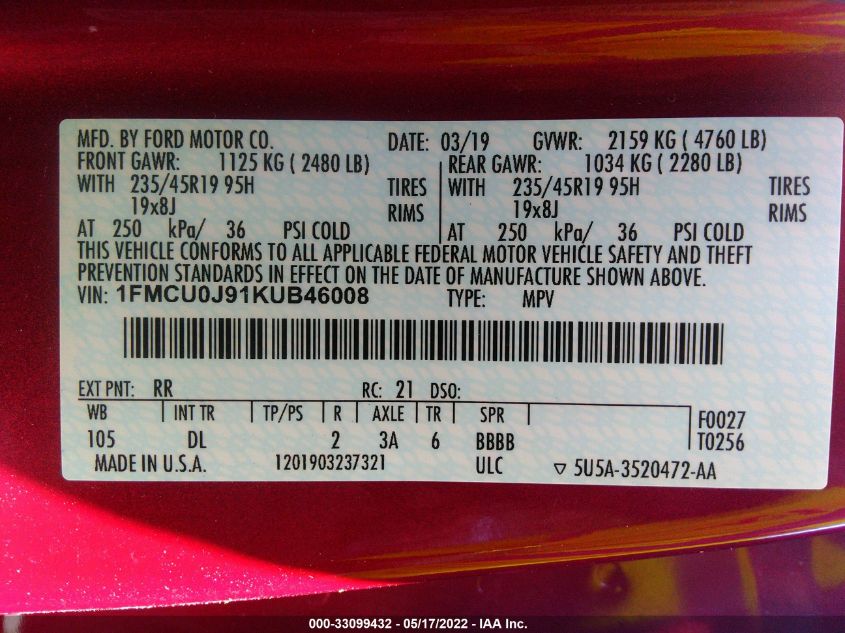 MFD. BY FORD MOTOR CO. DATE: 03/19 GVWR: 2159 KG ( 4760 LB)
FRONT GAWR: 1125 KG ( 2480 LB) REAR GAWR: 1034 KG ( 2280 LB)
WITH 235/45R19 95H TIRES WITH 235/45R19 95H TIRES
19x8J RIMS 19x8J RIMS
AT 250 kPa/ 36 PSI COLD AT 250 kPa/ 36 PSI COLD
THIS VEHICLE CONFORMS TO ALL APPLICABLE FEDERAL MOTOR VEHICLE SAFETY AND THEFT
PREVENTION STANDARDS IN EFFECT ON THE DATE OF MANUFACTURE SHOWN ABOVE.
VIN: 1FMCU0J91KUB46008 TYPE: MPV
EXT PNT: RR RC: 21 DSO:
WB INT TR TP/PS R AXLE TR SPR F0027
105 DL 2 3A 6 BBBB T0256
MADE IN U.S.A. 1201903237321 ULC ▽ 5U5A-3520472-AA
000-33099432 - 05/17/2022 - IAA Inc.